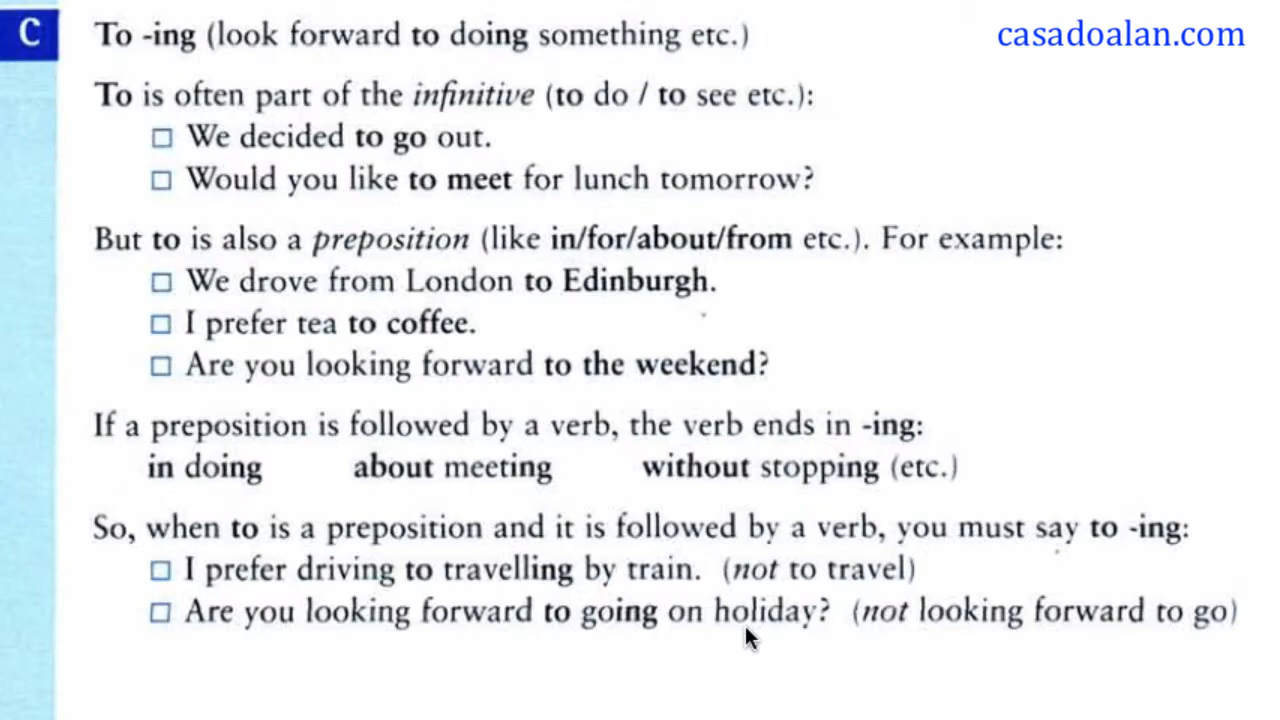 C To -ing (look forward to doing something etc.) casadoalan.com
To is often part of the infinitive (to do / to see etc.):
We decided to go out.
Would you like to meet for lunch tomorrow?
But to is also a preposition (like in/for/about/from etc.). For example:
We drove from London to Edinburgh.
I prefer tea to coffee.
Are you looking forward to the weekend?
If a preposition is followed by a verb, the verb ends in -ing:
in doing about meeting without stopping (etc.)
So, when to is a preposition and it is followed by a verb, you must say to -ing:
I prefer driving to travelling by train. (not to travel)
Are you looking forward to going on holiday? (not looking forward to go)